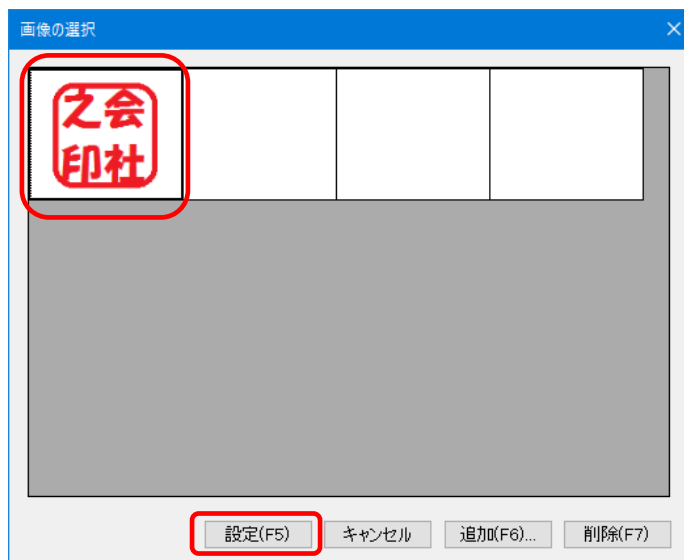 画像の選択
会社
之印
設定(F5)
キャンセル
追加(F6)...
削除(F7)